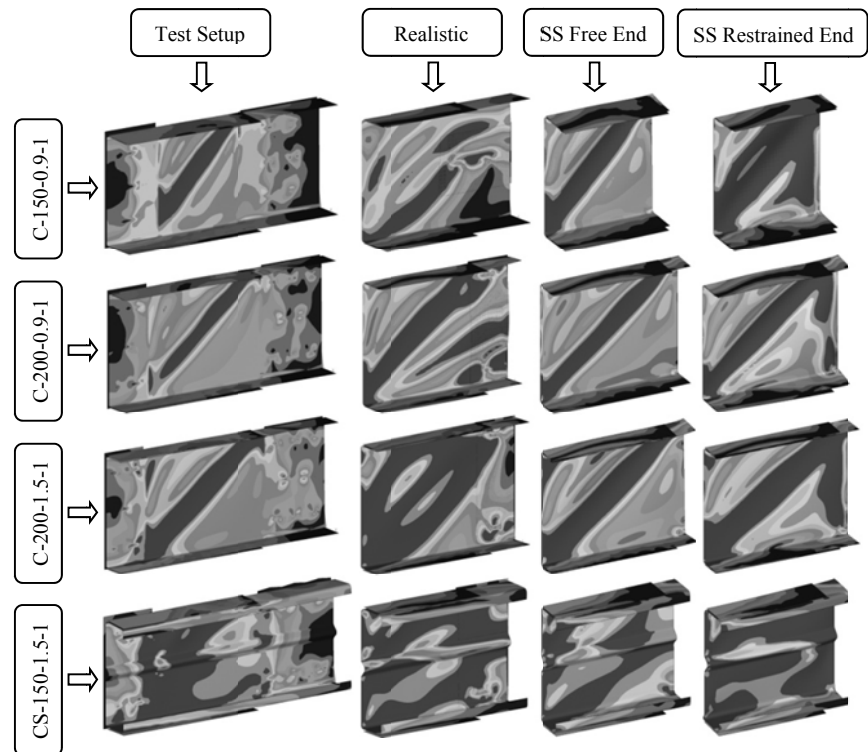 Test Setup
Realistic
SS Free End
SS Restrained End
C-150-0.9-1
C-200-0.9-1
C-200-1.5-1
CS-150-1.5-1